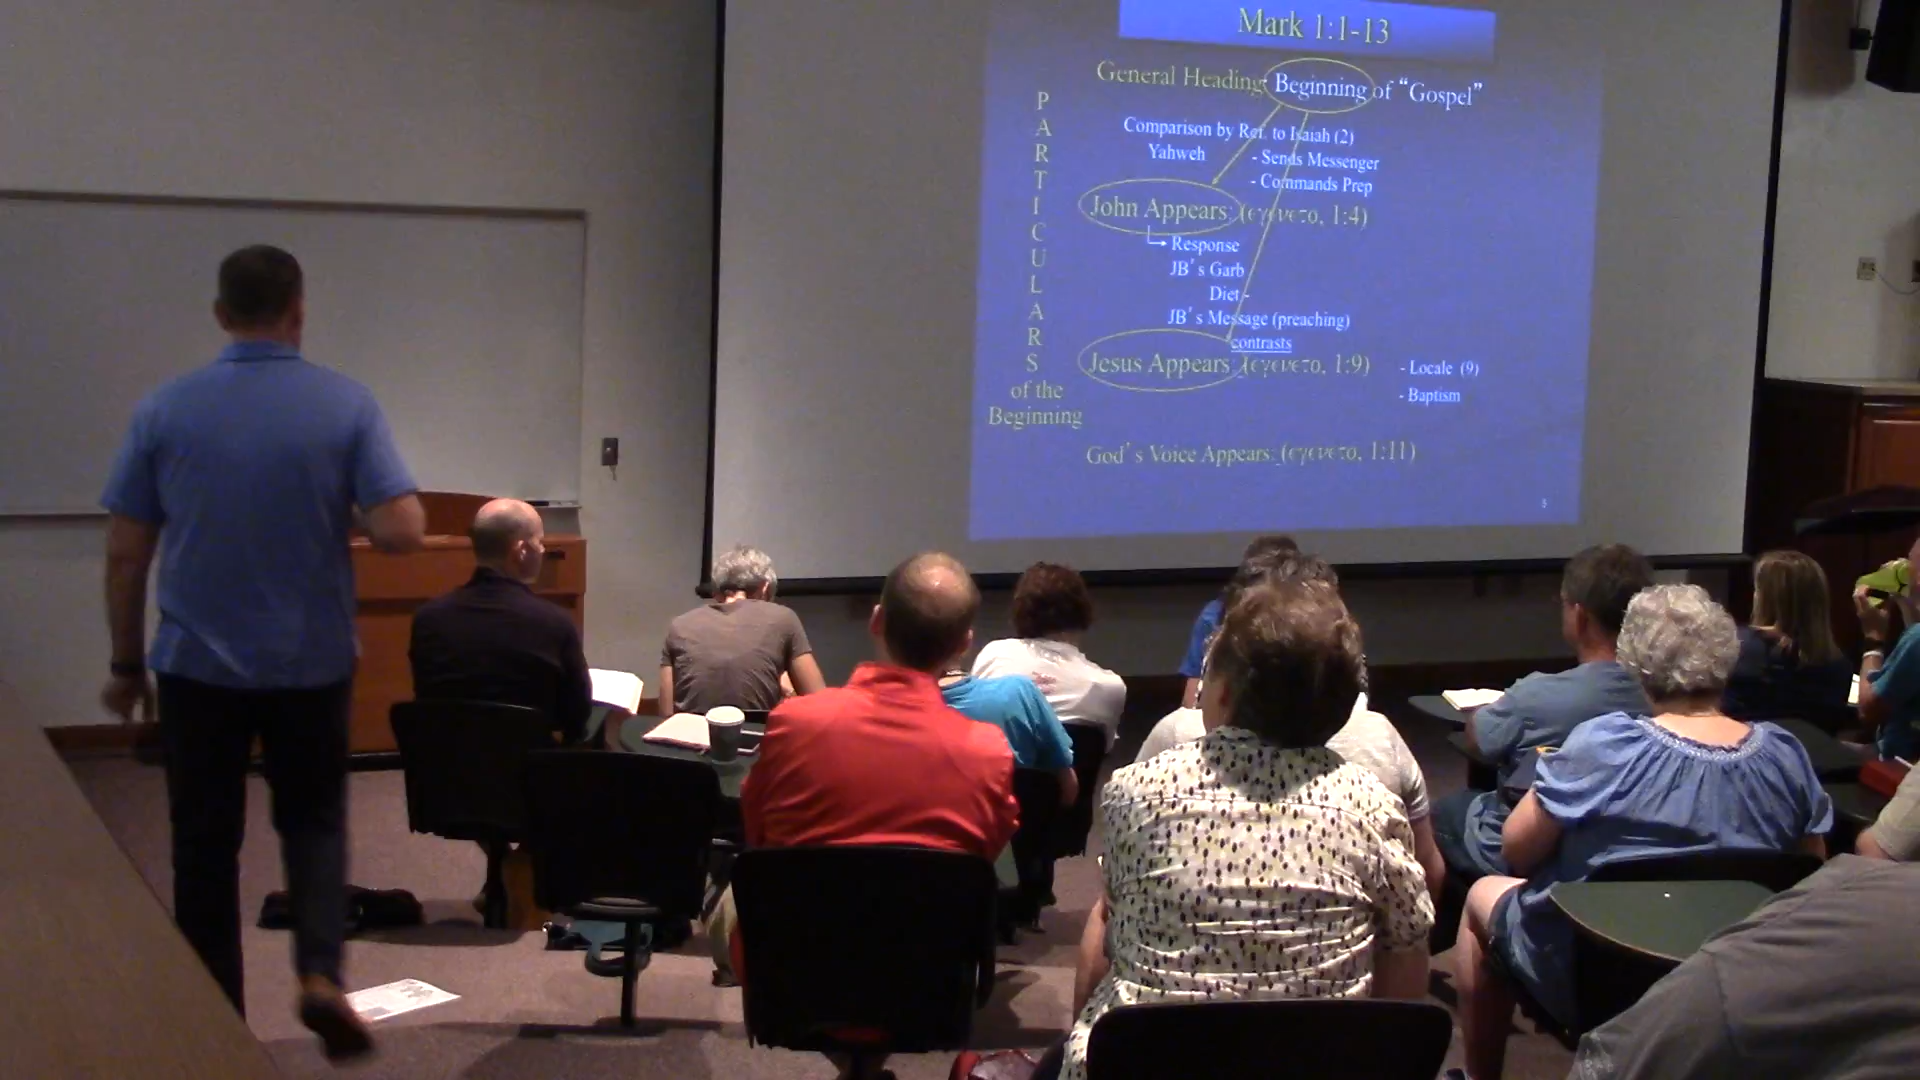 Mark 1:1-13
General Heading: Beginning of “Gospel”
Comparison by Ref. to Isaiah (2)
Yahweh - Sends Messenger
- Commands Prep
John Appears: (εγενετο, 1:4)
Response
JB's Garb
Diet -
JB's Message (preaching)
contrasts
Jesus Appears: (εγενετο, 1:9) - Locale (9)
- Baptism
PARTICULARS
of the
Beginning
God's Voice Appears: (εγενετο, 1:11)